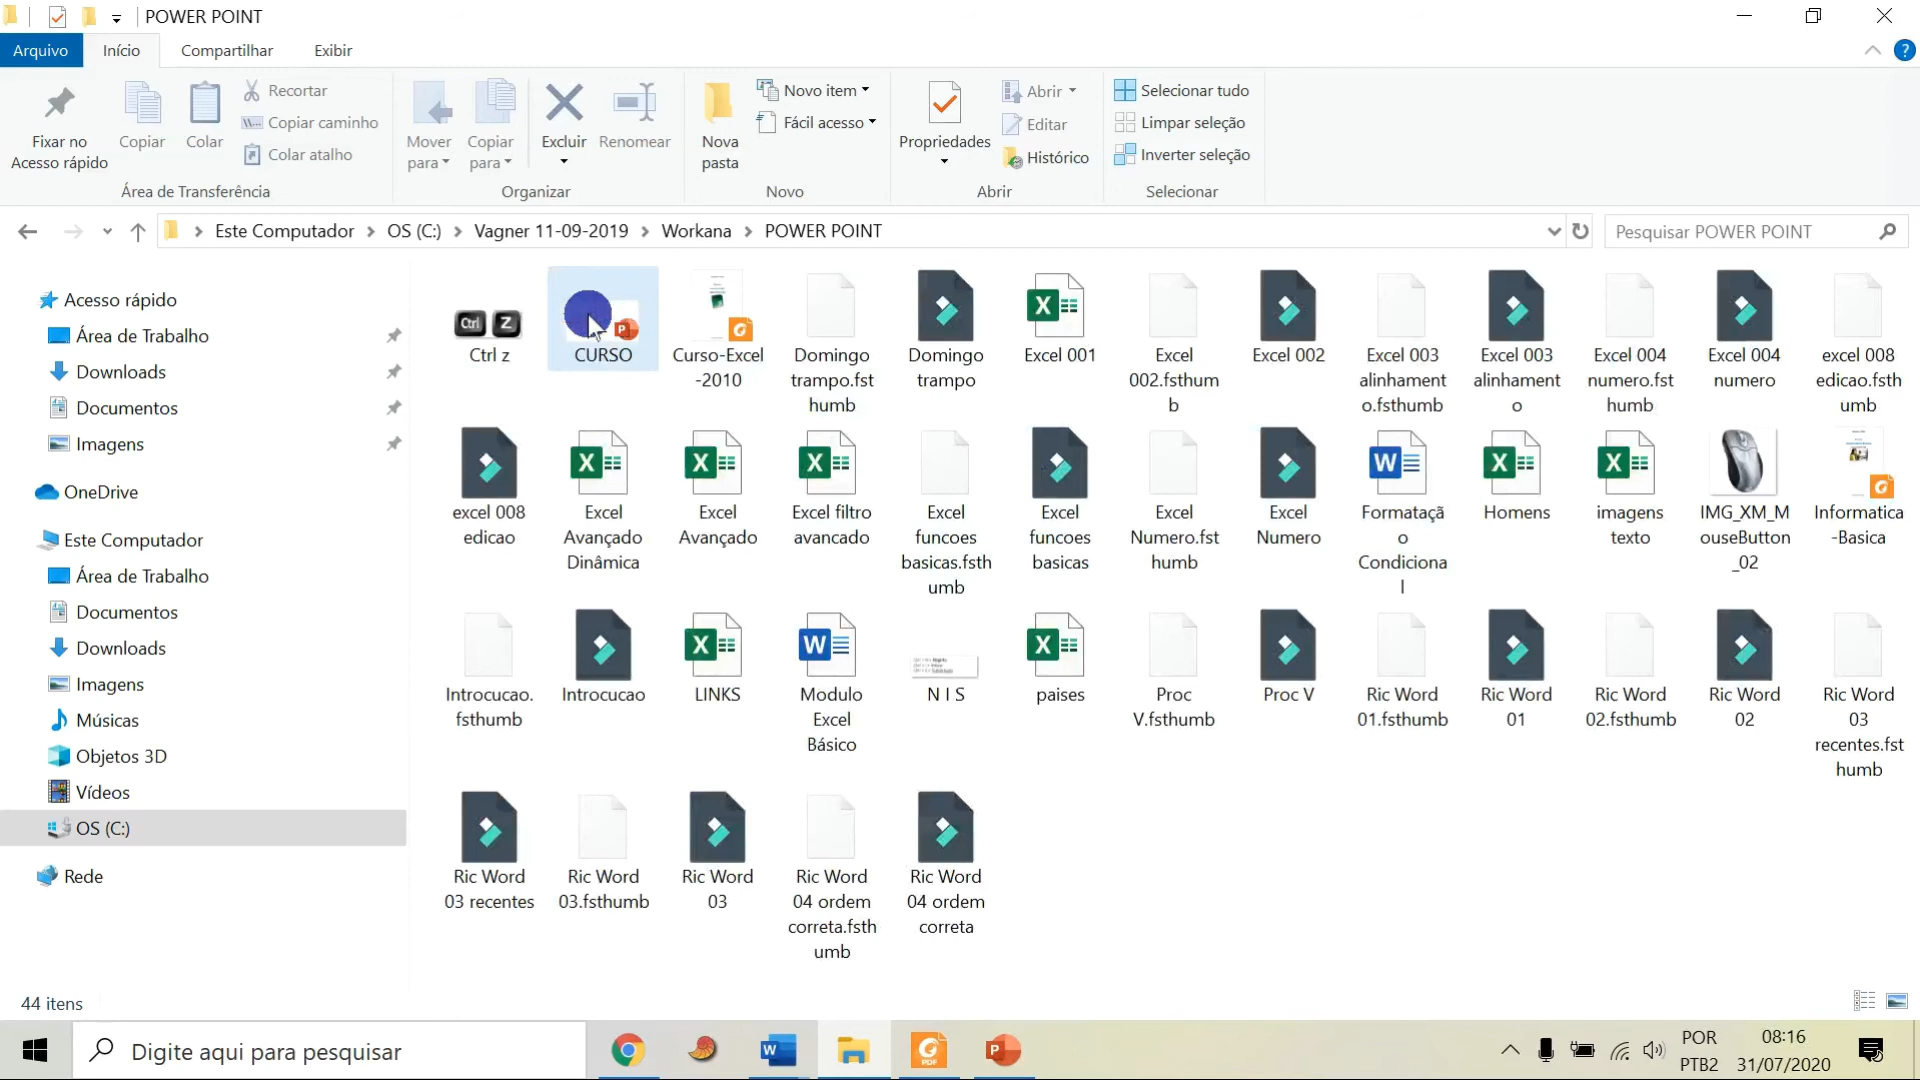 POWER POINT
Arquivo
Início
Compartilhar
Exibir
Fixar no
Acesso rápido
Copiar
Colar
Recortar
Copiar caminho
Colar atalho
Área de Transferência
Mover
para
Copiar
para
Excluir
Renomear
Organizar
Nova
pasta
Novo item
Fácil acesso
Novo
Propriedades
Abrir
Editar
Histórico
Abrir
Selecionar tudo
Limpar seleção
Inverter seleção
Selecionar
Este Computador
OS (C:)
Vagner 11-09-2019
Workana
POWER POINT
Pesquisar POWER POINT
Acesso rápido
Área de Trabalho
Downloads
Documentos
Imagens
OneDrive
Este Computador
Área de Trabalho
Documentos
Downloads
Imagens
Músicas
Objetos 3D
Vídeos
OS (C:)
Rede
Ctrl Z
Ctrl z
CURSO
Curso-Excel
-2010
Domingo
trampo.fst
humb
Domingo
trampo
Excel 001
Excel
002.fsthum
b
Excel 002
Excel 003
alinhament
o.fsthumb
Excel 003
alinhament
o
Excel 004
numero.fst
humb
Excel 004
numero
excel 008
edicao.fsth
umb
excel 008
edicao
Excel
Avançado
Dinâmica
Excel
Avançado
Excel filtro
avancado
Excel
funcoes
basicas.fsth
umb
Excel
funcoes
basicas
Excel
Numero.fst
humb
Excel
Numero
Formataçã
o
Condiciona
l
Homens
imagens
texto
IMG_XM_M
ouseButton
_02
Informatica
-Basica
Introcucao.
fsthumb
Introcucao
LINKS
Modulo
Excel
Básico
N I S
paises
Proc
V.fsthumb
Proc V
Ric Word
01.fsthumb
Ric Word
01
Ric Word
02.fsthumb
Ric Word
02
Ric Word
03
recentes.fst
humb
Ric Word
03 recentes
Ric Word
03.fsthumb
Ric Word
03
Ric Word
04 ordem
correta.fsth
umb
Ric Word
04 ordem
correta
44 itens
Digite aqui para pesquisar
POR
PTB2
08:16
31/07/2020